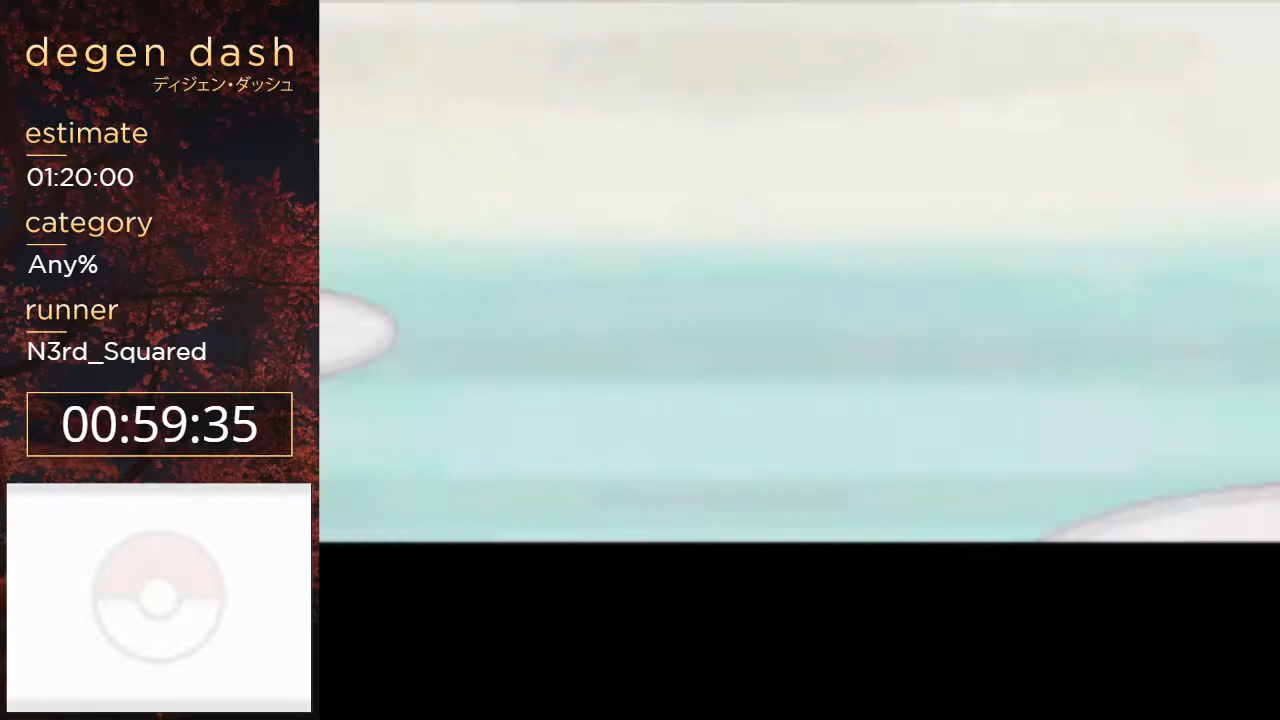 degen dash
ディジェン・ダッシュ
estimate
01:20:00
category
Any%
runner
N3rd_Squared
00:59:35